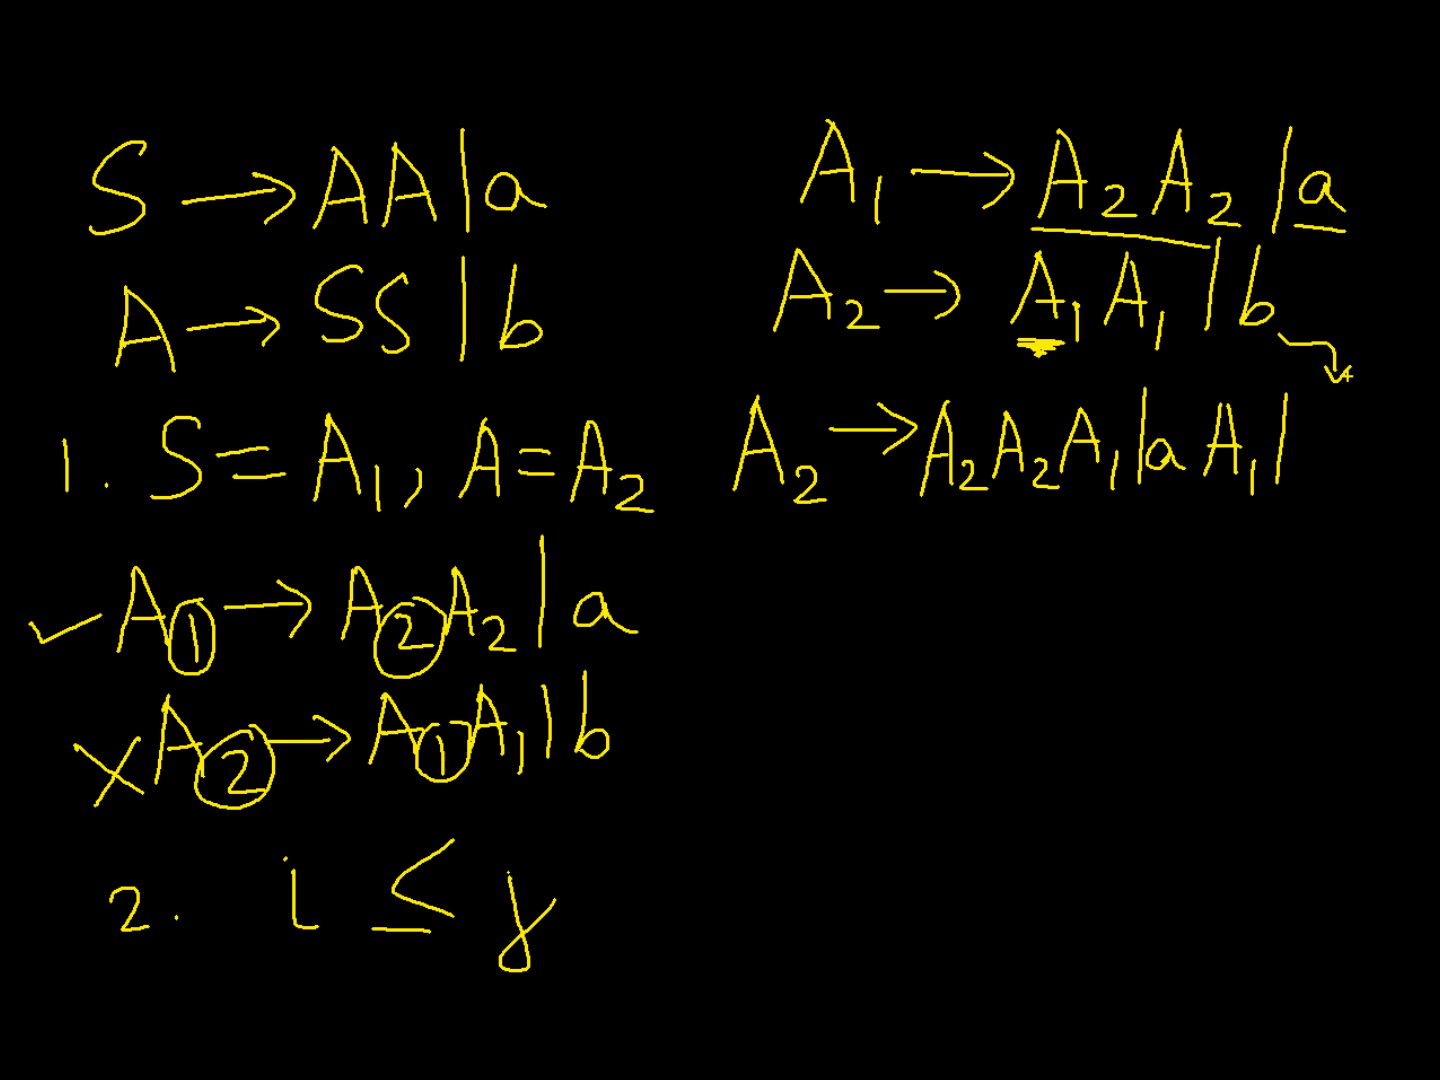 S → AA | a
A → SS | b
1. S = A₁, A = A₂
✓ A₁ → A₂A₂ | a
X A₂ → A₁A₁ | b
2. i ≤ j
A₁ → A₂A₂ | a
A₂ → A₁A₁ | b
A₂ → A₂A₂A₁ | aA₁ |